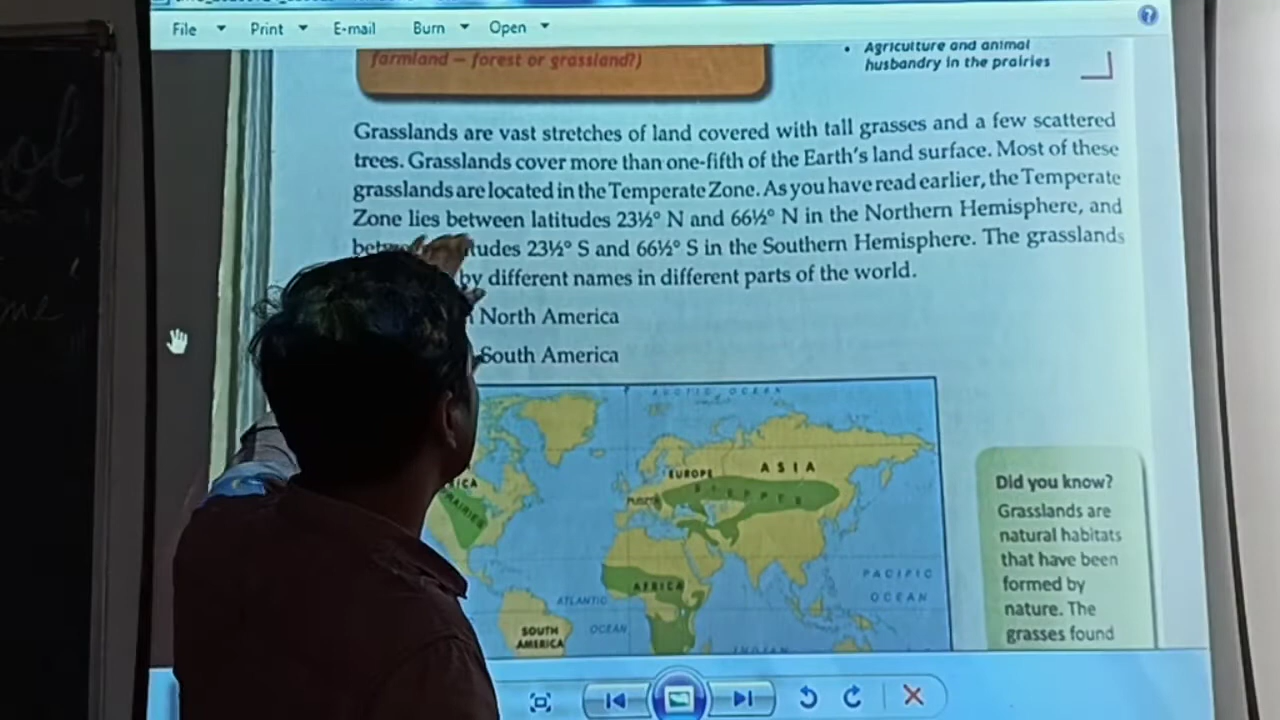 File Print E-mail Burn Open
farmland – forest or grassland?)
• Agriculture and animal
husbandry in the prairies
Grasslands are vast stretches of land covered with tall grasses and a few scattered
trees. Grasslands cover more than one-fifth of the Earth's land surface. Most of these
grasslands are located in the Temperate Zone. As you have read earlier, the Temperate
Zone lies between latitudes 23½° N and 66½° N in the Northern Hemisphere, and
23½° S and 66½° S in the Southern Hemisphere. The grasslands
by different names in different parts of the world.
North America
South America
ARCTIC OCEAN
ASIA
EUROPE
STEPPES
PRAIRIES
AFRICA
PACIFIC
OCEAN
ATLANTIC
OCEAN
SOUTH
AMERICA
Did you know?
Grasslands are
natural habitats
that have been
formed by
nature. The
grasses found